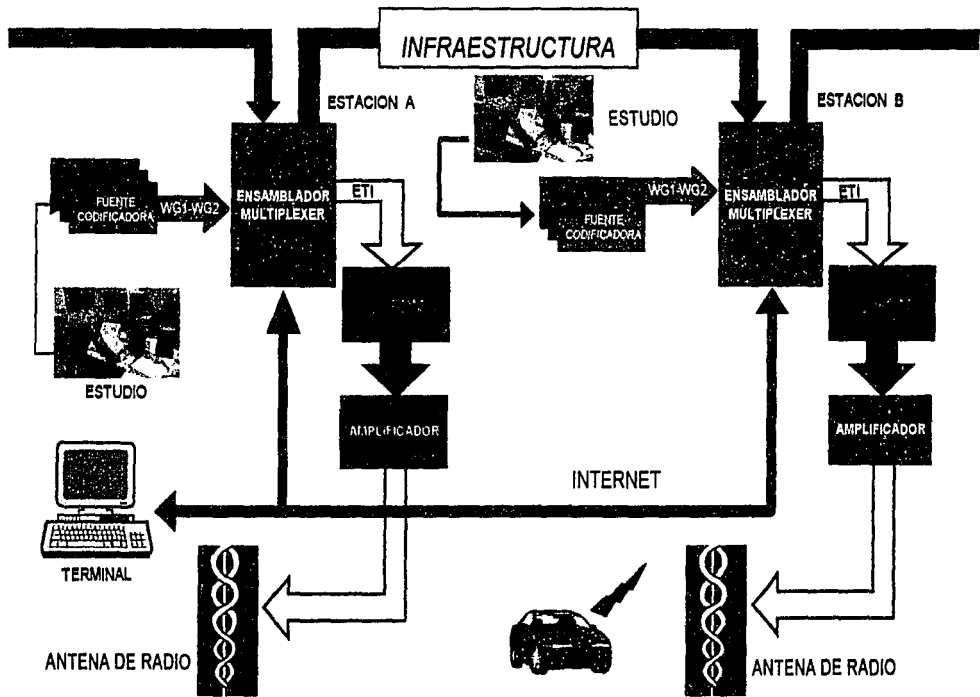 INFRAESTRUCTURA
ESTACION A
ESTUDIO
ESTACION B
FUENTE
CODIFICADORA
WG1-WG2
ENSAMBLADOR
MULTIPLEXER
ETI
FUENTE
CODIFICADORA
WG1-WG2
ENSAMBLADOR
MULTIPLEXER
ETI
ESTUDIO
AMPLIFICADOR
AMPLIFICADOR
INTERNET
TERMINAL
ANTENA DE RADIO
ANTENA DE RADIO